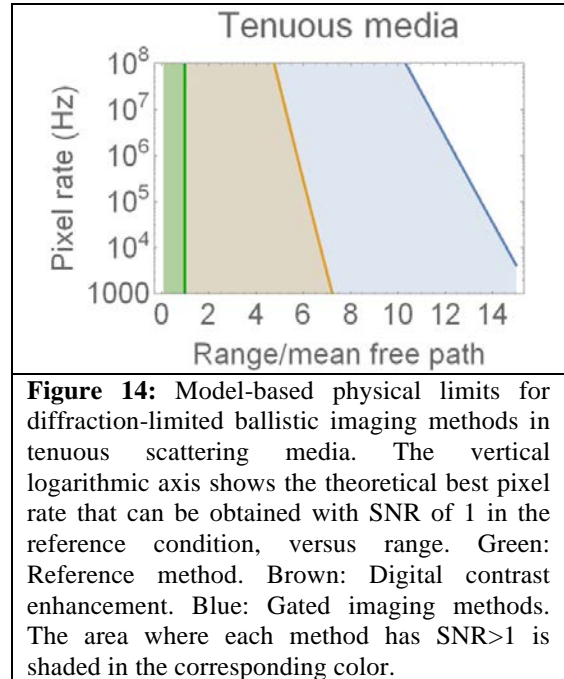 Tenuous media
Pixel rate (Hz)
10^8
10^7
10^6
10^5
10^4
1000
0 2 4 6 8 10 12 14
Range/mean free path
Figure 14: Model-based physical limits for
diffraction-limited ballistic imaging methods in
tenuous scattering media. The vertical
logarithmic axis shows the theoretical best pixel
rate that can be obtained with SNR of 1 in the
reference condition, versus range. Green:
Reference method. Brown: Digital contrast
enhancement. Blue: Gated imaging methods.
The area where each method has SNR>1 is
shaded in the corresponding color.